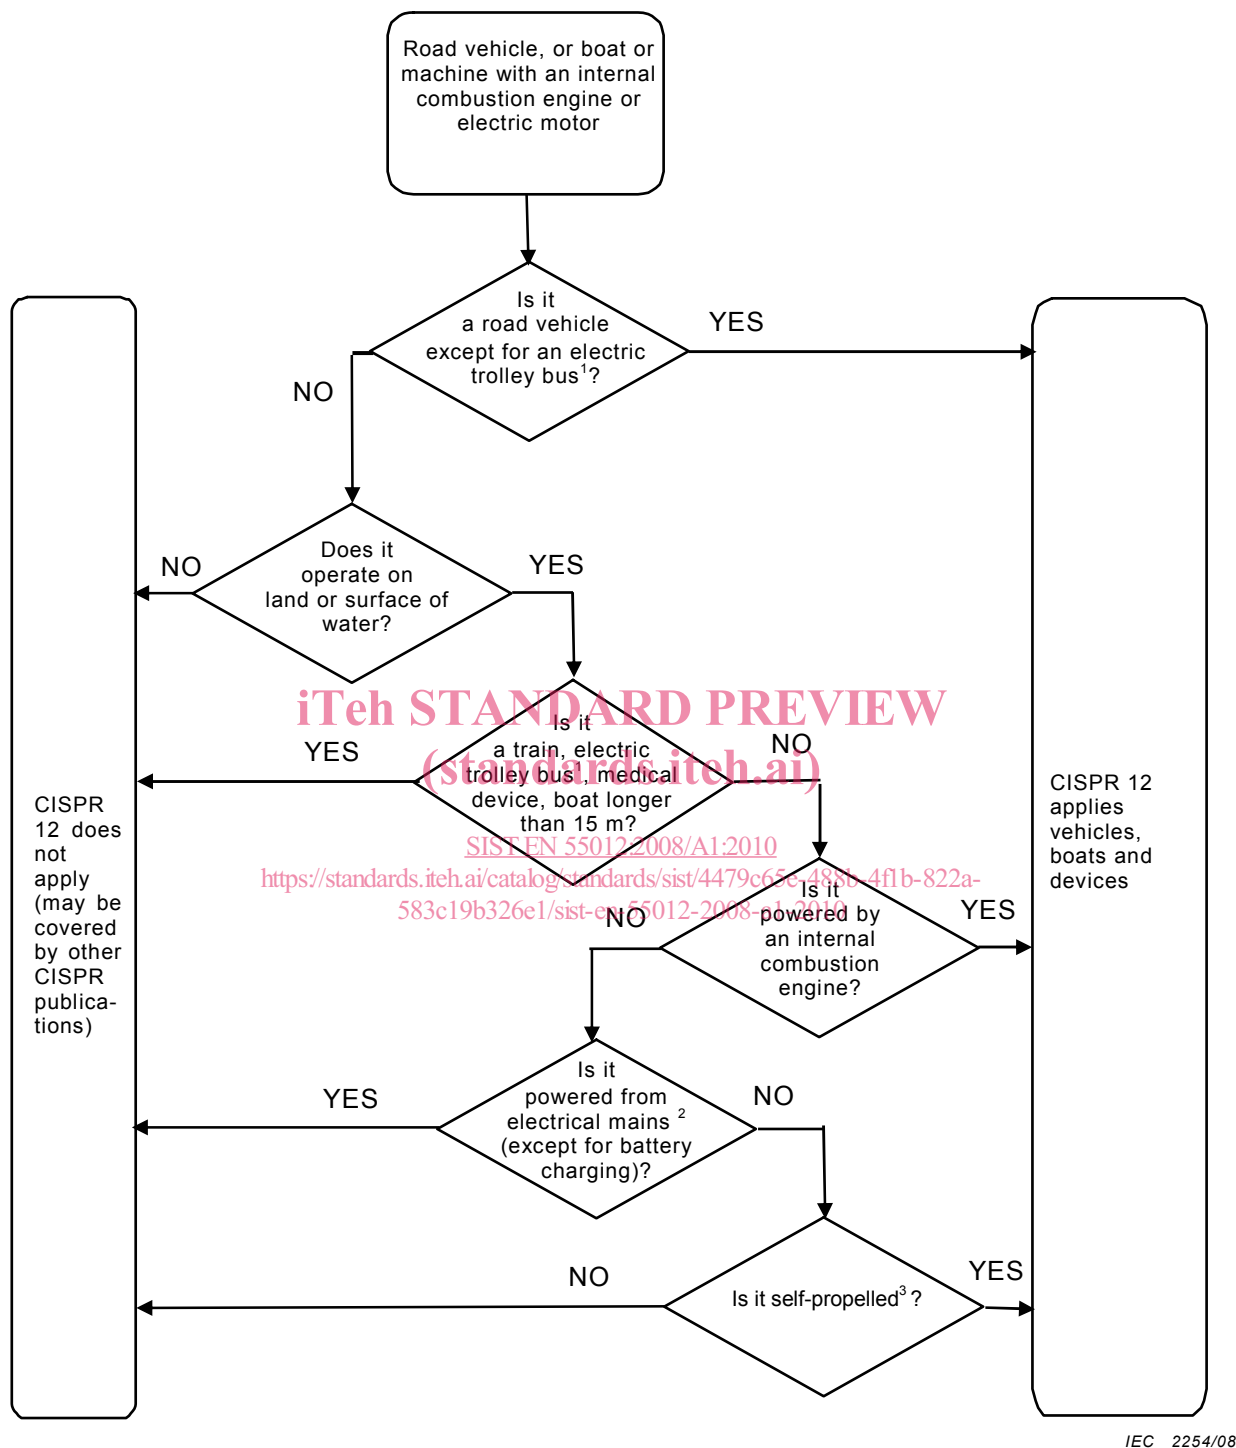 Road vehicle, or boat or
machine with an internal
combustion engine or
electric motor
Is it
a road vehicle
except for an electric
trolley bus1?
YES
NO
Does it
operate on
land or surface of
water?
NO
YES
iTeh STANDARD PREVIEW
(standards.iteh.ai)
Is it
a train, electric
trolley bus1, medical
device, boat longer
than 15 m?
YES
NO
CISPR
12 does
not
apply
(may be
covered
by other
CISPR
publica-
tions)
CISPR 12
applies
vehicles,
boats and
devices
SIST EN 55012:2008/A1:2010
https://standards.iteh.ai/catalog/standards/sist/4479c65e-488b-4f1b-822a-
583c19b326e1/sist-en-55012-2008-a1-2010
Is it
powered by
an internal
combustion
engine?
NO
YES
Is it
powered from
electrical mains 2
(except for battery
charging)?
YES
NO
Is it self-propelled3?
NO
YES
IEC 2254/08